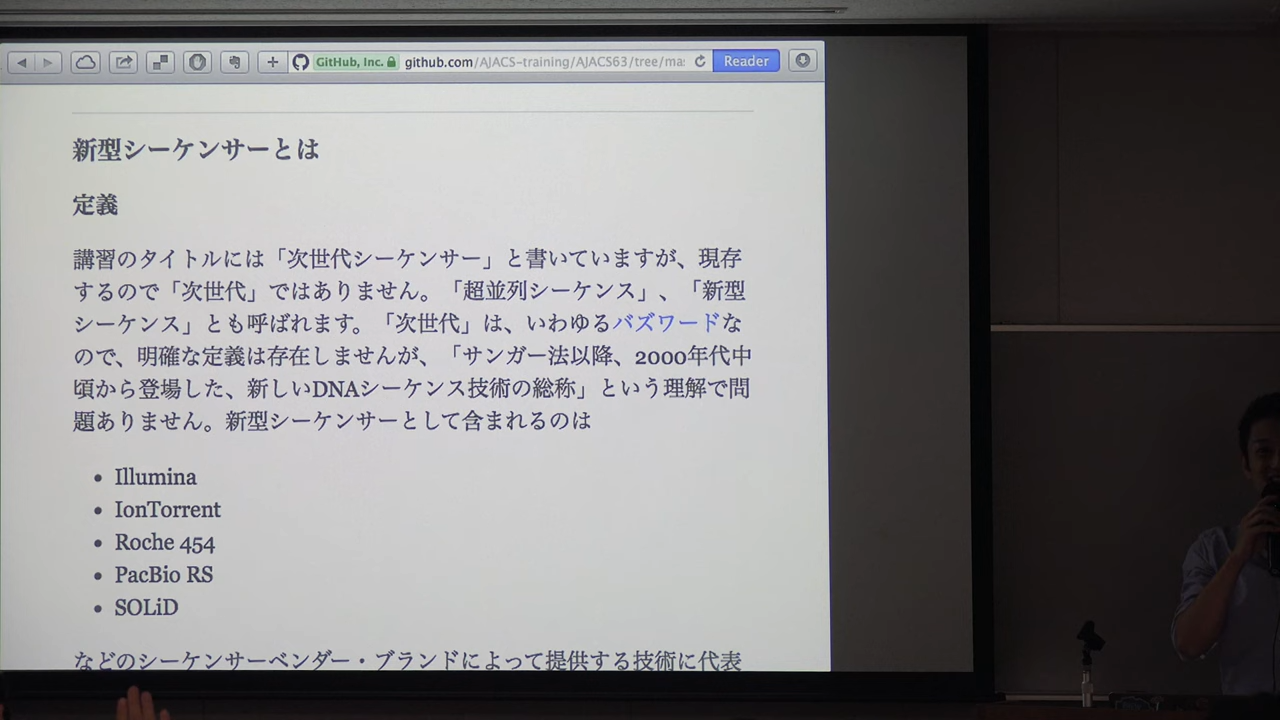 GitHub, Inc. github.com/AJACS-training/AJACS63/tree/ma Reader
新型シーケンサーとは
定義
講習のタイトルには「次世代シーケンサー」と書いていますが、現存
するので「次世代」ではありません。「超並列シーケンス」、「新型
シーケンス」とも呼ばれます。「次世代」は、いわゆるバズワードな
ので、明確な定義は存在しませんが、「サンガー法以降、2000年代中
頃から登場した、新しいDNAシーケンス技術の総称」という理解で問
題ありません。新型シーケンサーとして含まれるのは
Illumina
IonTorrent
Roche 454
PacBio RS
SOLiD
などのシーケンサーベンダー・ブランドによって提供する技術に代表